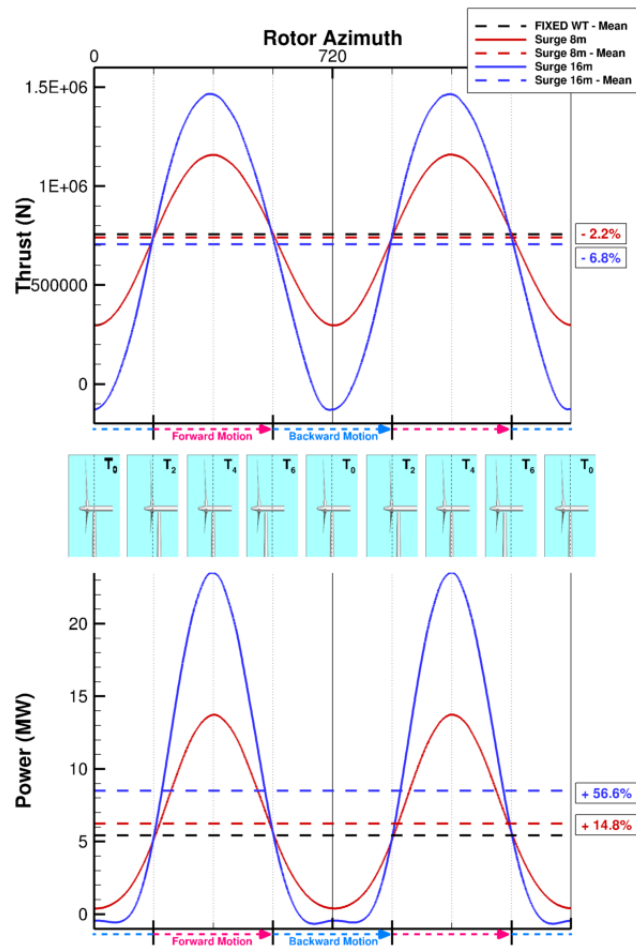 FIXED WT - Mean
Surge 8m
Surge 8m - Mean
Surge 16m
Surge 16m - Mean
Rotor Azimuth
0 720
1.5E+06
1E+06
500000
0
Thrust (N)
- 2.2%
- 6.8%
Forward Motion Backward Motion
T0 T2 T4 T6 T0 T2 T4 T6 T0
20
15
10
5
0
Power (MW)
+ 56.6%
+ 14.8%
Forward Motion Backward Motion